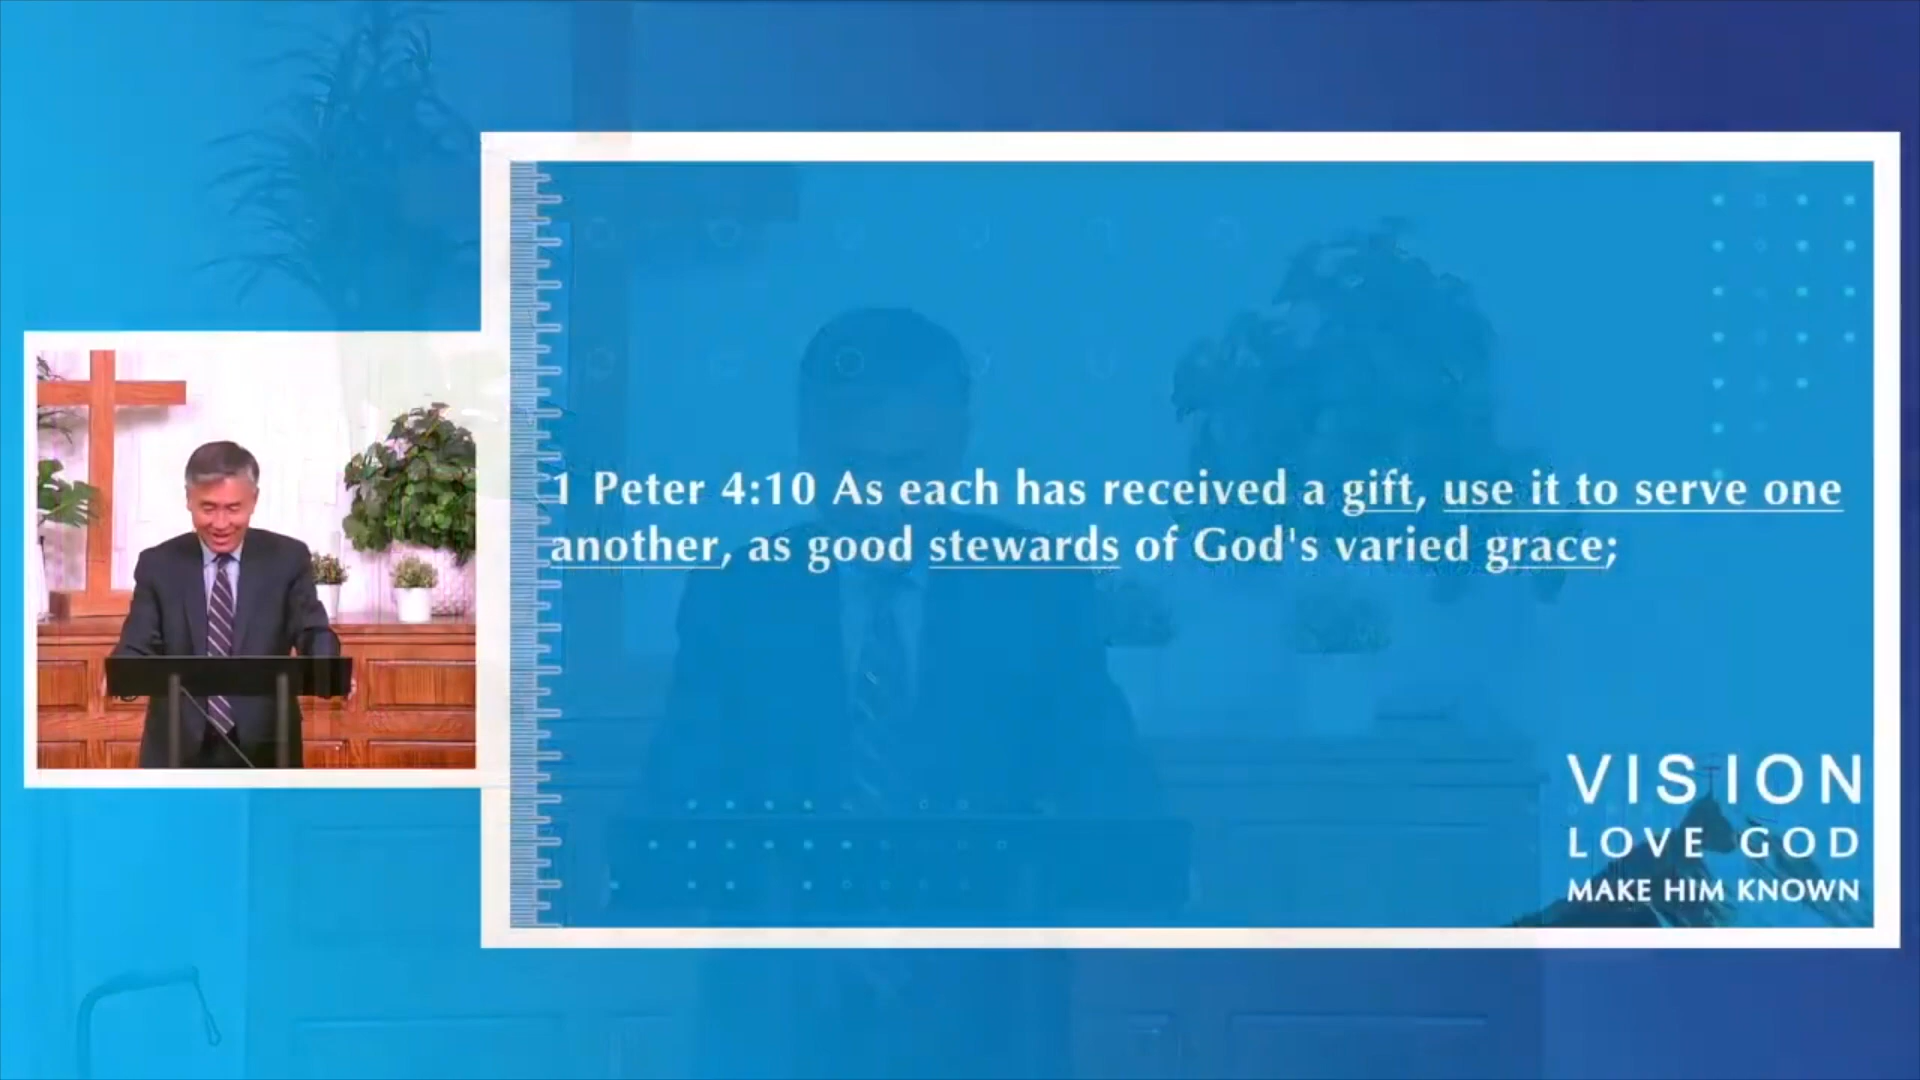 1 Peter 4:10 As each has received a gift, use it to serve one
another, as good stewards of God's varied grace;
VISION
LOVE GOD
MAKE HIM KNOWN